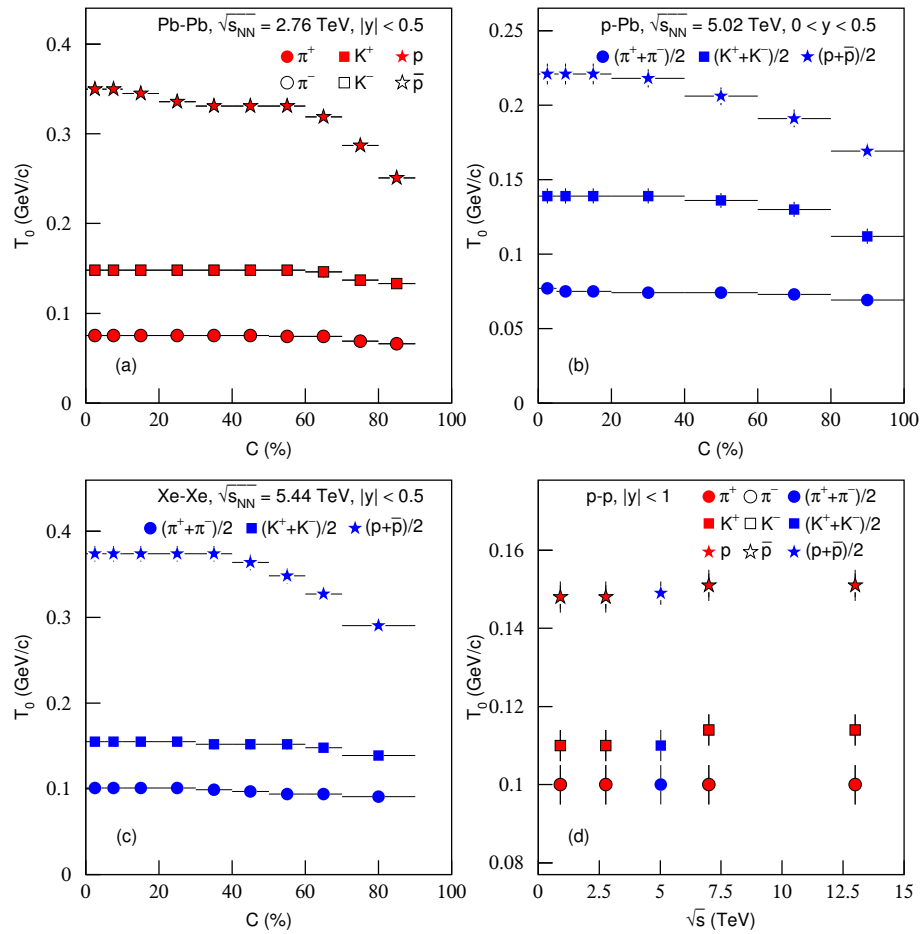 Pb-Pb, √s_NN = 2.76 TeV, |y| < 0.5
π⁺ K⁺ p
π⁻ K⁻ p̄
0.4
0.3
0.2
0.1
0
T₀ (GeV/c)
(a)
0 20 40 60 80 100
C (%)
p-Pb, √s_NN = 5.02 TeV, 0 < y < 0.5
(π⁺+π⁻)/2 (K⁺+K⁻)/2 (p+p̄)/2
0.25
0.2
0.15
0.1
0.05
0
T₀ (GeV/c)
(b)
0 20 40 60 80 100
C (%)
Xe-Xe, √s_NN = 5.44 TeV, |y| < 0.5
(π⁺+π⁻)/2 (K⁺+K⁻)/2 (p+p̄)/2
0.4
0.3
0.2
0.1
0
T₀ (GeV/c)
(c)
0 20 40 60 80 100
C (%)
p-p, |y| < 1
π⁺ π⁻ (π⁺+π⁻)/2
K⁺ K⁻ (K⁺+K⁻)/2
p p̄ (p+p̄)/2
0.16
0.14
0.12
0.1
0.08
T₀ (GeV/c)
(d)
0 2.5 5 7.5 10 12.5
√s (TeV)